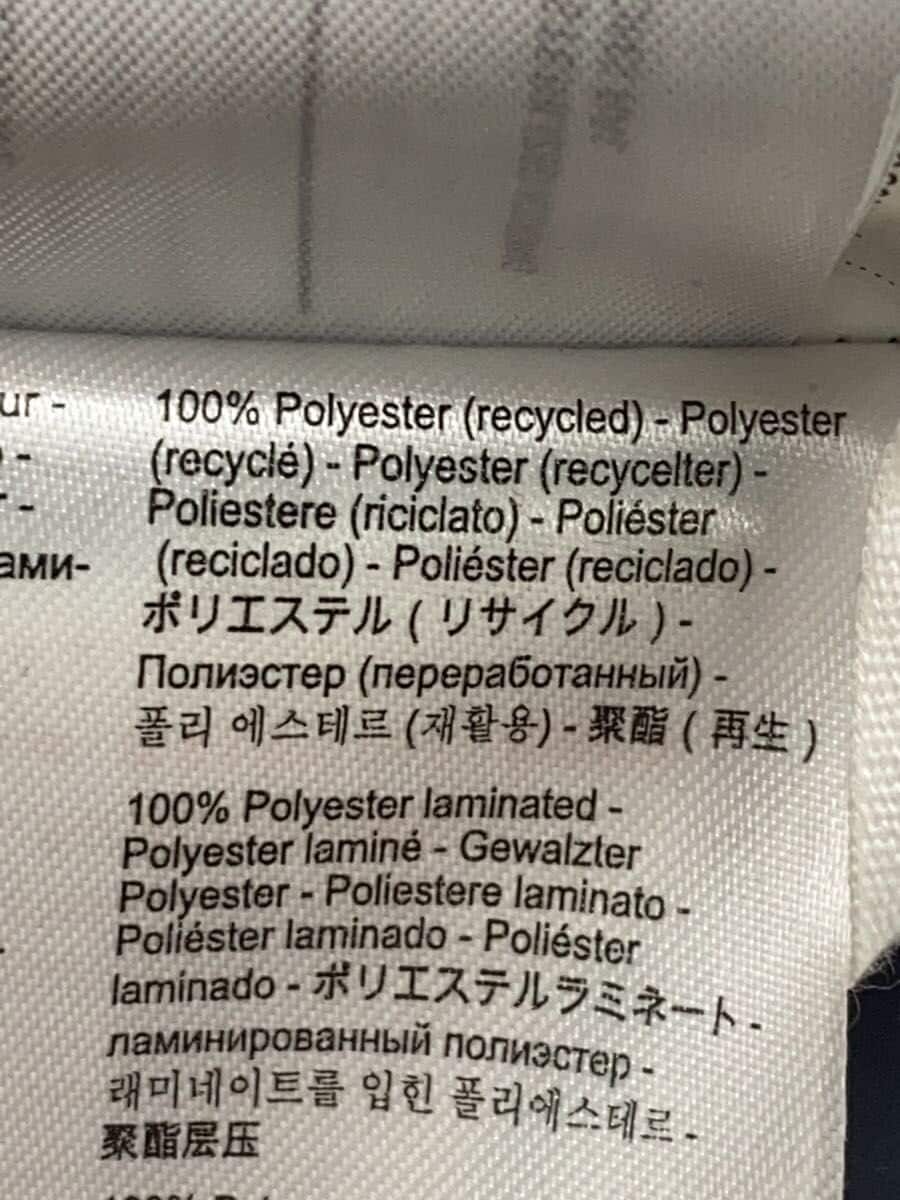 ur -
-
-
ами-
100% Polyester (recycled) - Polyester
(recyclé) - Polyester (recycelter) -
Poliestere (riciclato) - Poliéster
(reciclado) - Poliéster (reciclado) -
ポリエステル ( リサイクル ) -
Полиэстер (переработанный) -
폴리 에스테르 (재활용) - 聚酯 ( 再生 )
100% Polyester laminated -
Polyester laminé - Gewalzter
Polyester - Poliestere laminato -
Poliéster laminado - Poliéster
laminado - ポリエステルラミネート -
ламинированный полиэстер -
래미네이트를 입힌 폴리에스테르 -
聚酯层压